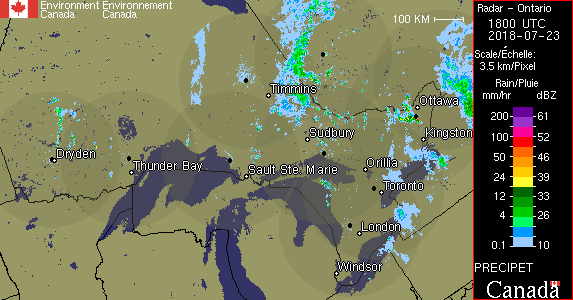 Environment Environnement
Canada Canada
100 KM
Timmins
Ottawa
Sudbury
Kingston
Dryden
Thunder Bay
Sault Ste. Marie
Orillia
Toronto
London
Windsor
Radar - Ontario
1800 UTC
2018-07-23
Scale/Échelle:
3.5 km/Pixel
Rain/Pluie
mm/hr dBZ
200 61
100 52
50 46
24 39
12 33
4 26
0.1 10
PRECIPET
Canada